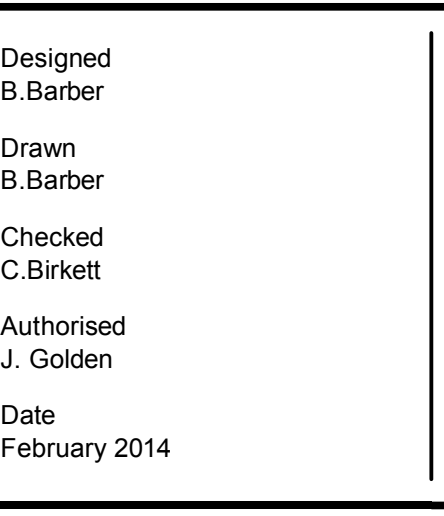 Designed
B.Barber
Drawn
B.Barber
Checked
C.Birkett
Authorised
J. Golden
Date
February 2014